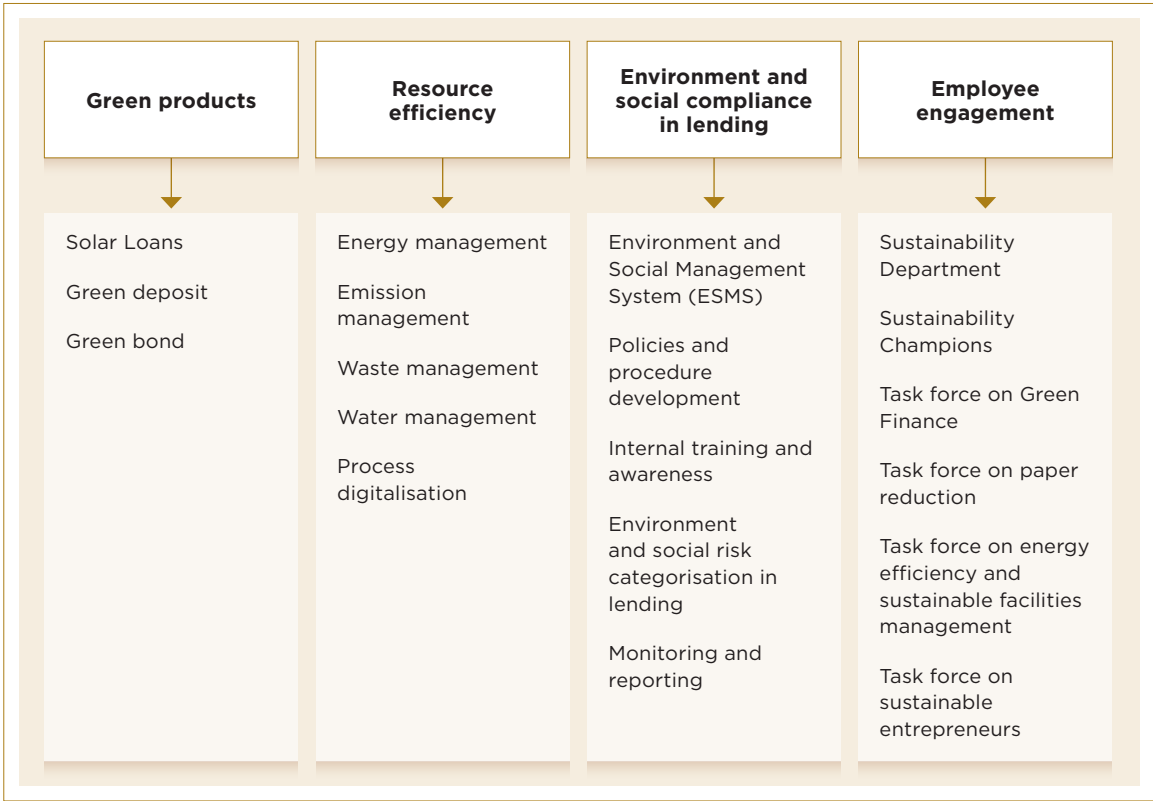 Green products
Resource
efficiency
Environment and
social compliance
in lending
Employee
engagement
Solar Loans
Green deposit
Green bond
Energy management
Emission
management
Waste management
Water management
Process
digitalisation
Environment and
Social Management
System (ESMS)
Policies and
procedure
development
Internal training and
awareness
Environment
and social risk
categorisation in
lending
Monitoring and
reporting
Sustainability
Department
Sustainability
Champions
Task force on Green
Finance
Task force on paper
reduction
Task force on energy
efficiency and
sustainable facilities
management
Task force on
sustainable
entrepreneurs